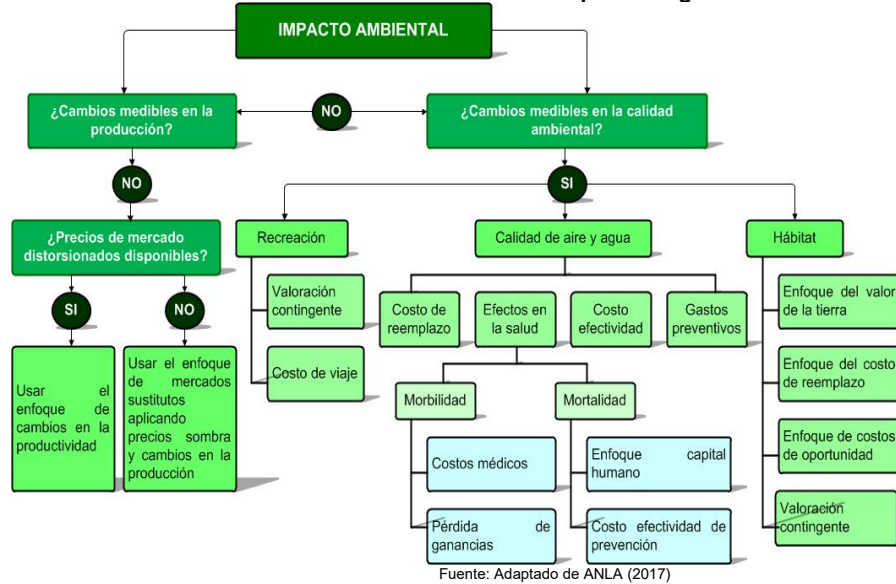 IMPACTO AMBIENTAL
¿Cambios medibles en la
producción?
NO
¿Cambios medibles en la calidad
ambiental?
NO
SI
¿Precios de mercado
distorsionados disponibles?
Recreación
Calidad de aire y agua
Hábitat
SI
NO
Valoración
contingente
Costo de
reemplazo
Efectos en
la salud
Costo
efectividad
Gastos
preventivos
Enfoque del valor
de la tierra
Usar el
enfoque de
cambios en la
productividad
Usar el enfoque
de mercados
sustitutos
aplicando
precios sombra
y cambios en la
producción
Costo de viaje
Morbilidad
Mortalidad
Enfoque del costo
de reemplazo
Costos médicos
Enfoque capital
humano
Enfoque de costos
de oportunidad
Pérdida de
ganancias
Costo efectividad de
prevención
Valoración
contingente
Fuente: Adaptado de ANLA (2017)